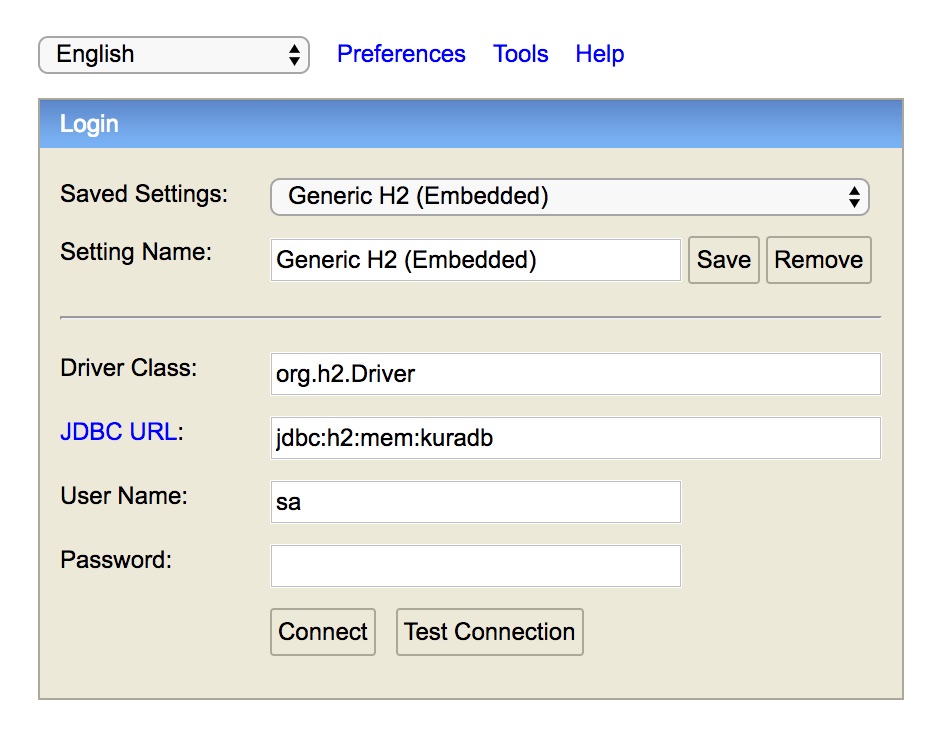 English Preferences Tools Help
Login
Saved Settings: Generic H2 (Embedded)
Setting Name: Generic H2 (Embedded) Save Remove
Driver Class: org.h2.Driver
JDBC URL: jdbc:h2:mem:kuradb
User Name: sa
Password:
Connect Test Connection